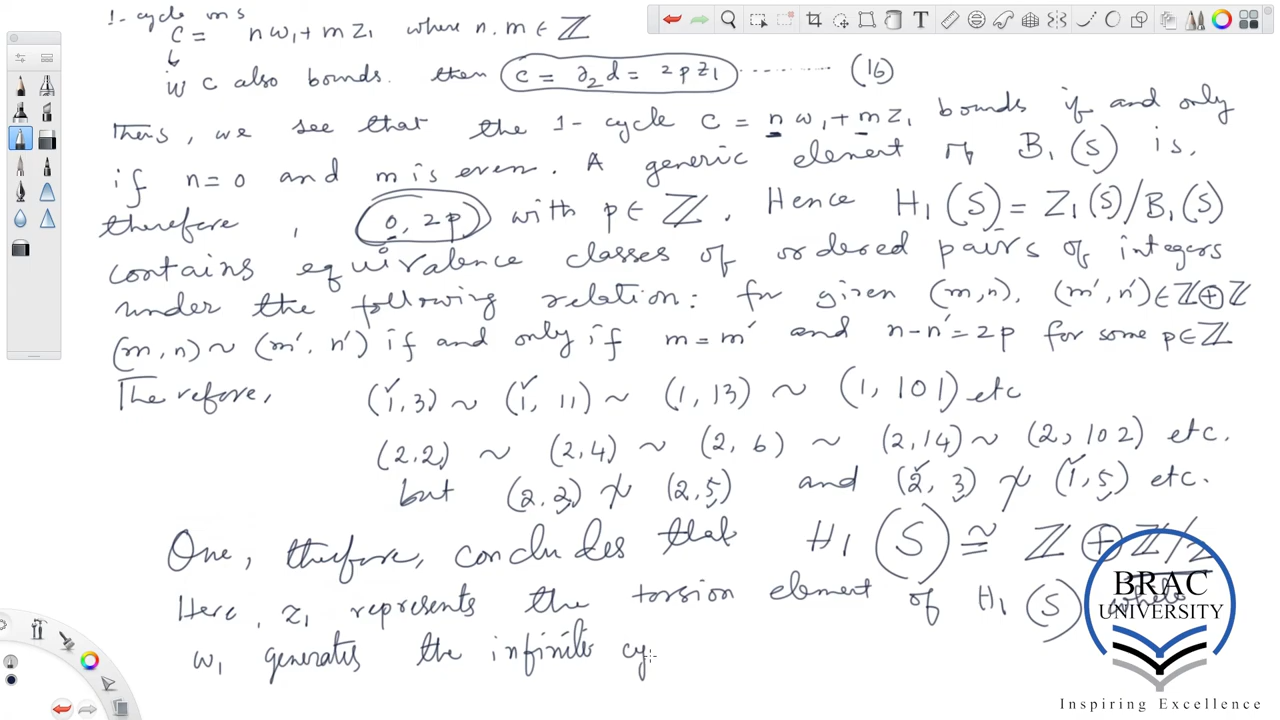 1-cycle in S
C = n w₁ + m z₁ where n, m ∈ ℤ
if c also bounds. then c = ∂₂d = 2p z₁ ........... (16)
Thus, we see that the 1-cycle c = n w₁ + m z₁ bounds if and only
if n = 0 and m is even. A generic element of B₁(S) is,
therefore, (0, 2p) with p ∈ ℤ. Hence H₁(S) = Z₁(S)/B₁(S)
contains equivalence classes of ordered pairs of integers
under the following relation: for given (m,n), (m′,n′) ∈ ℤ⊕ℤ
(m,n) ~ (m′,n′) if and only if m = m′ and n-n′ = 2p for some p∈ℤ
Therefore, (1,3) ~ (1,11) ~ (1,13) ~ (1,101) etc
(2,2) ~ (2,4) ~ (2,6) ~ (2,14) ~ (2,102) etc.
but (2,2) ≁ (2,5) and (2,3) ≁ (1,5) etc.
One, therefore, concludes that H₁(S) ≅ ℤ ⊕ ℤ/2
Here, z₁ represents the torsion element of H₁(S) while
w₁ generates the infinite cy
BRAC
UNIVERSITY
Inspiring Excellence